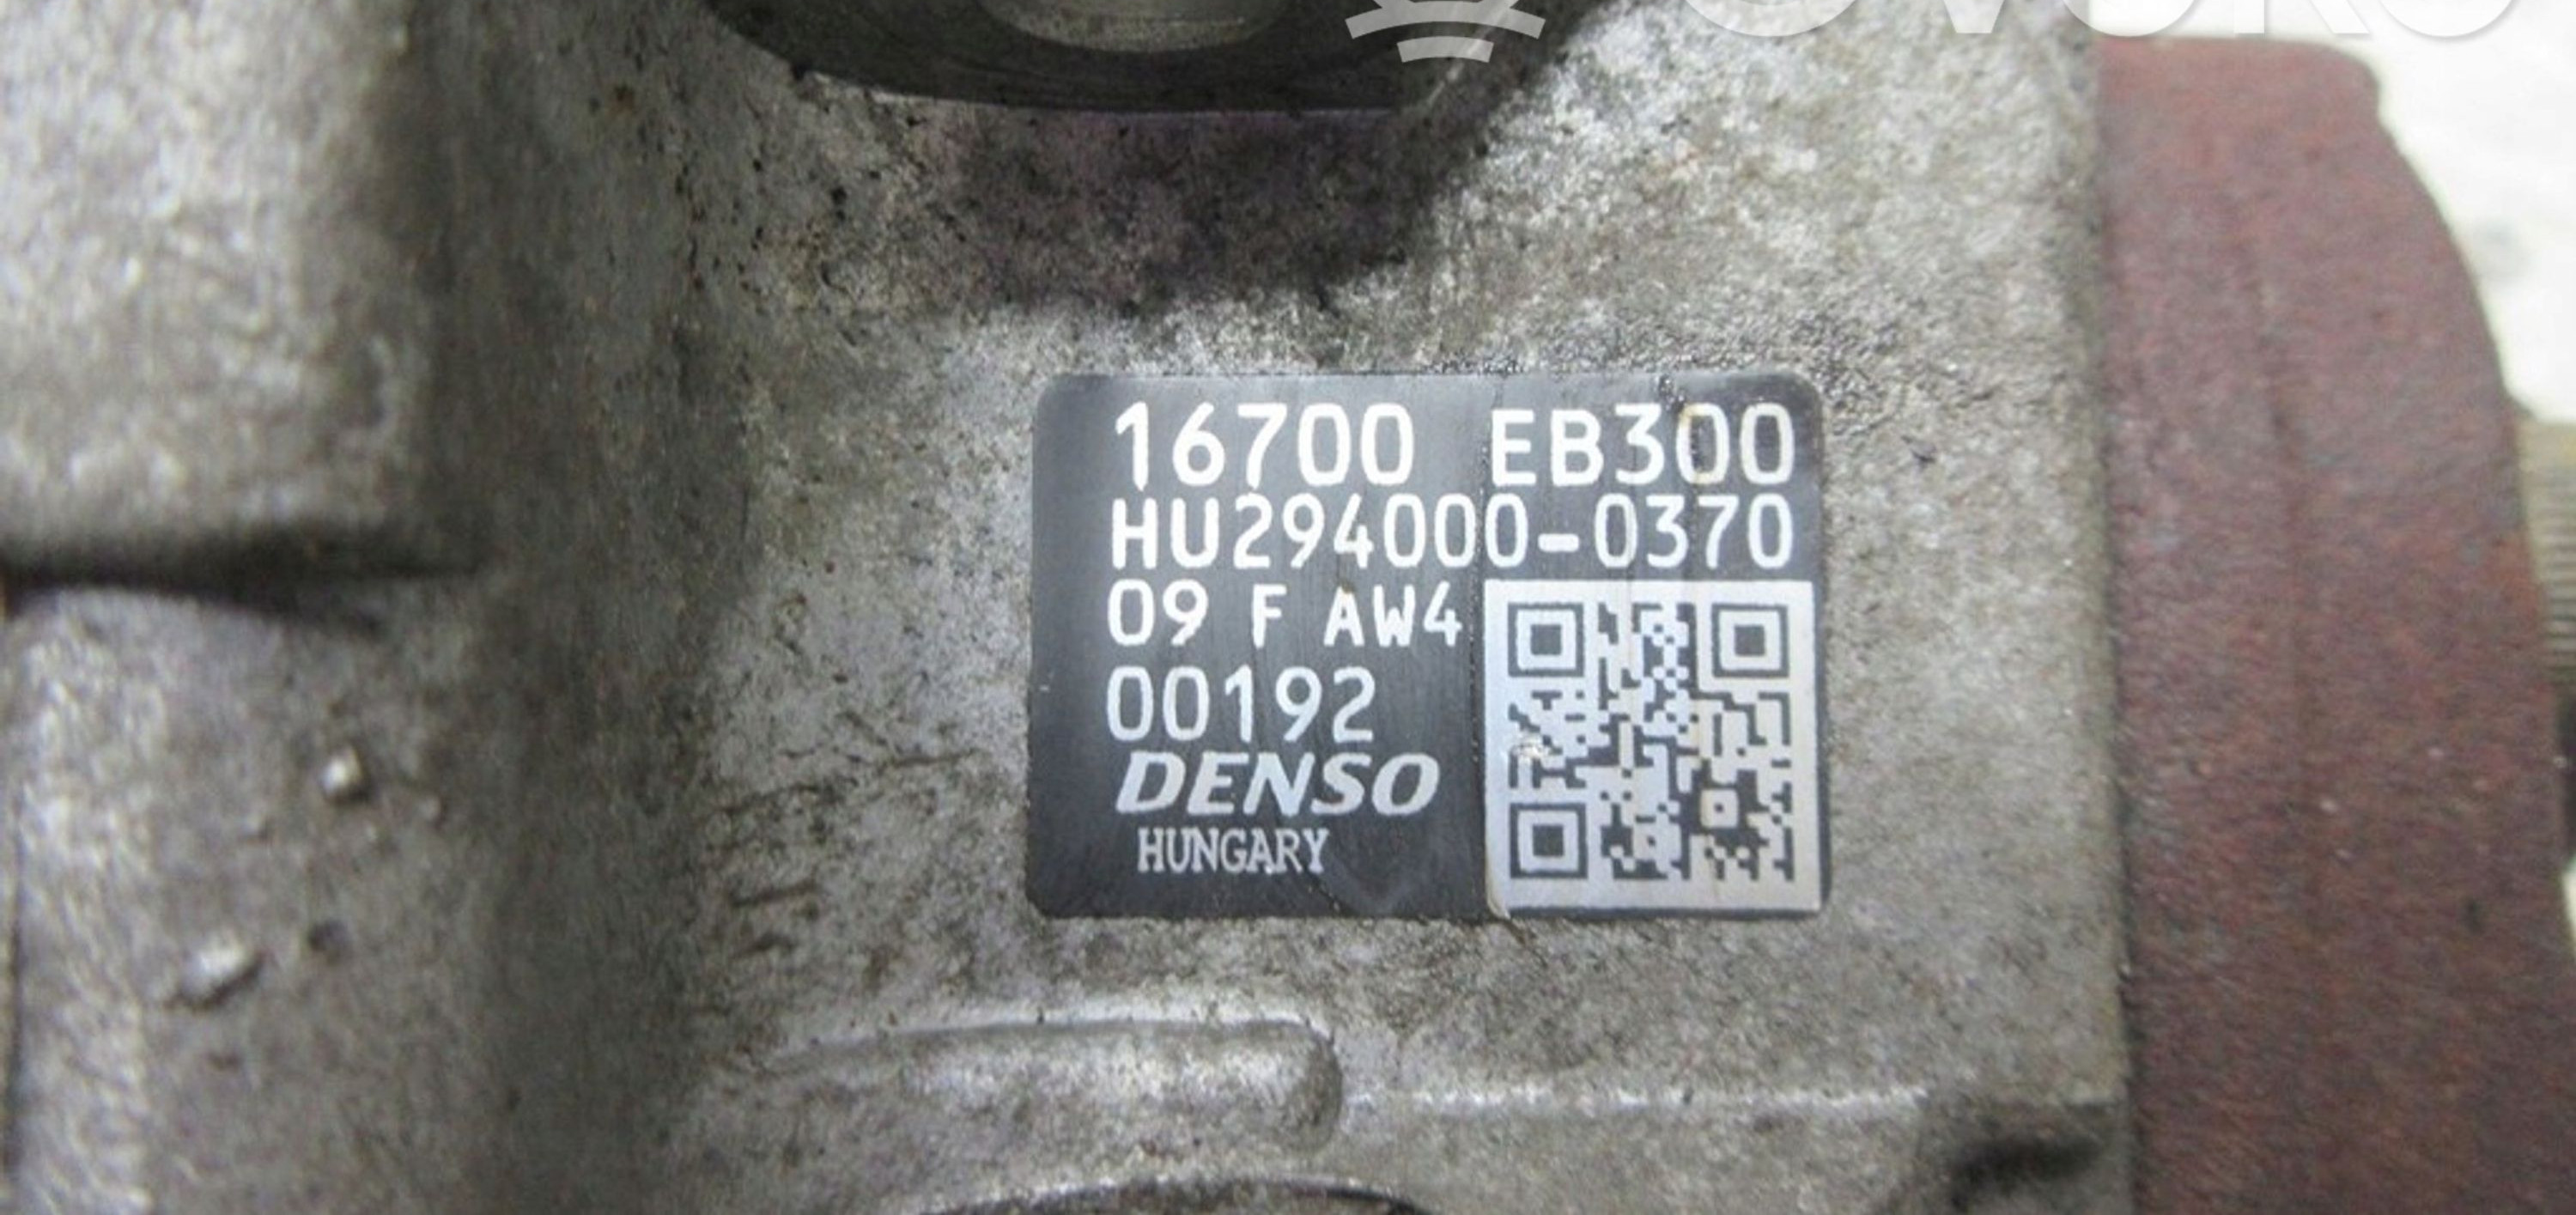 16700 EB300
HU294000-0370
09 F AW4
00192
DENSO
HUNGARY